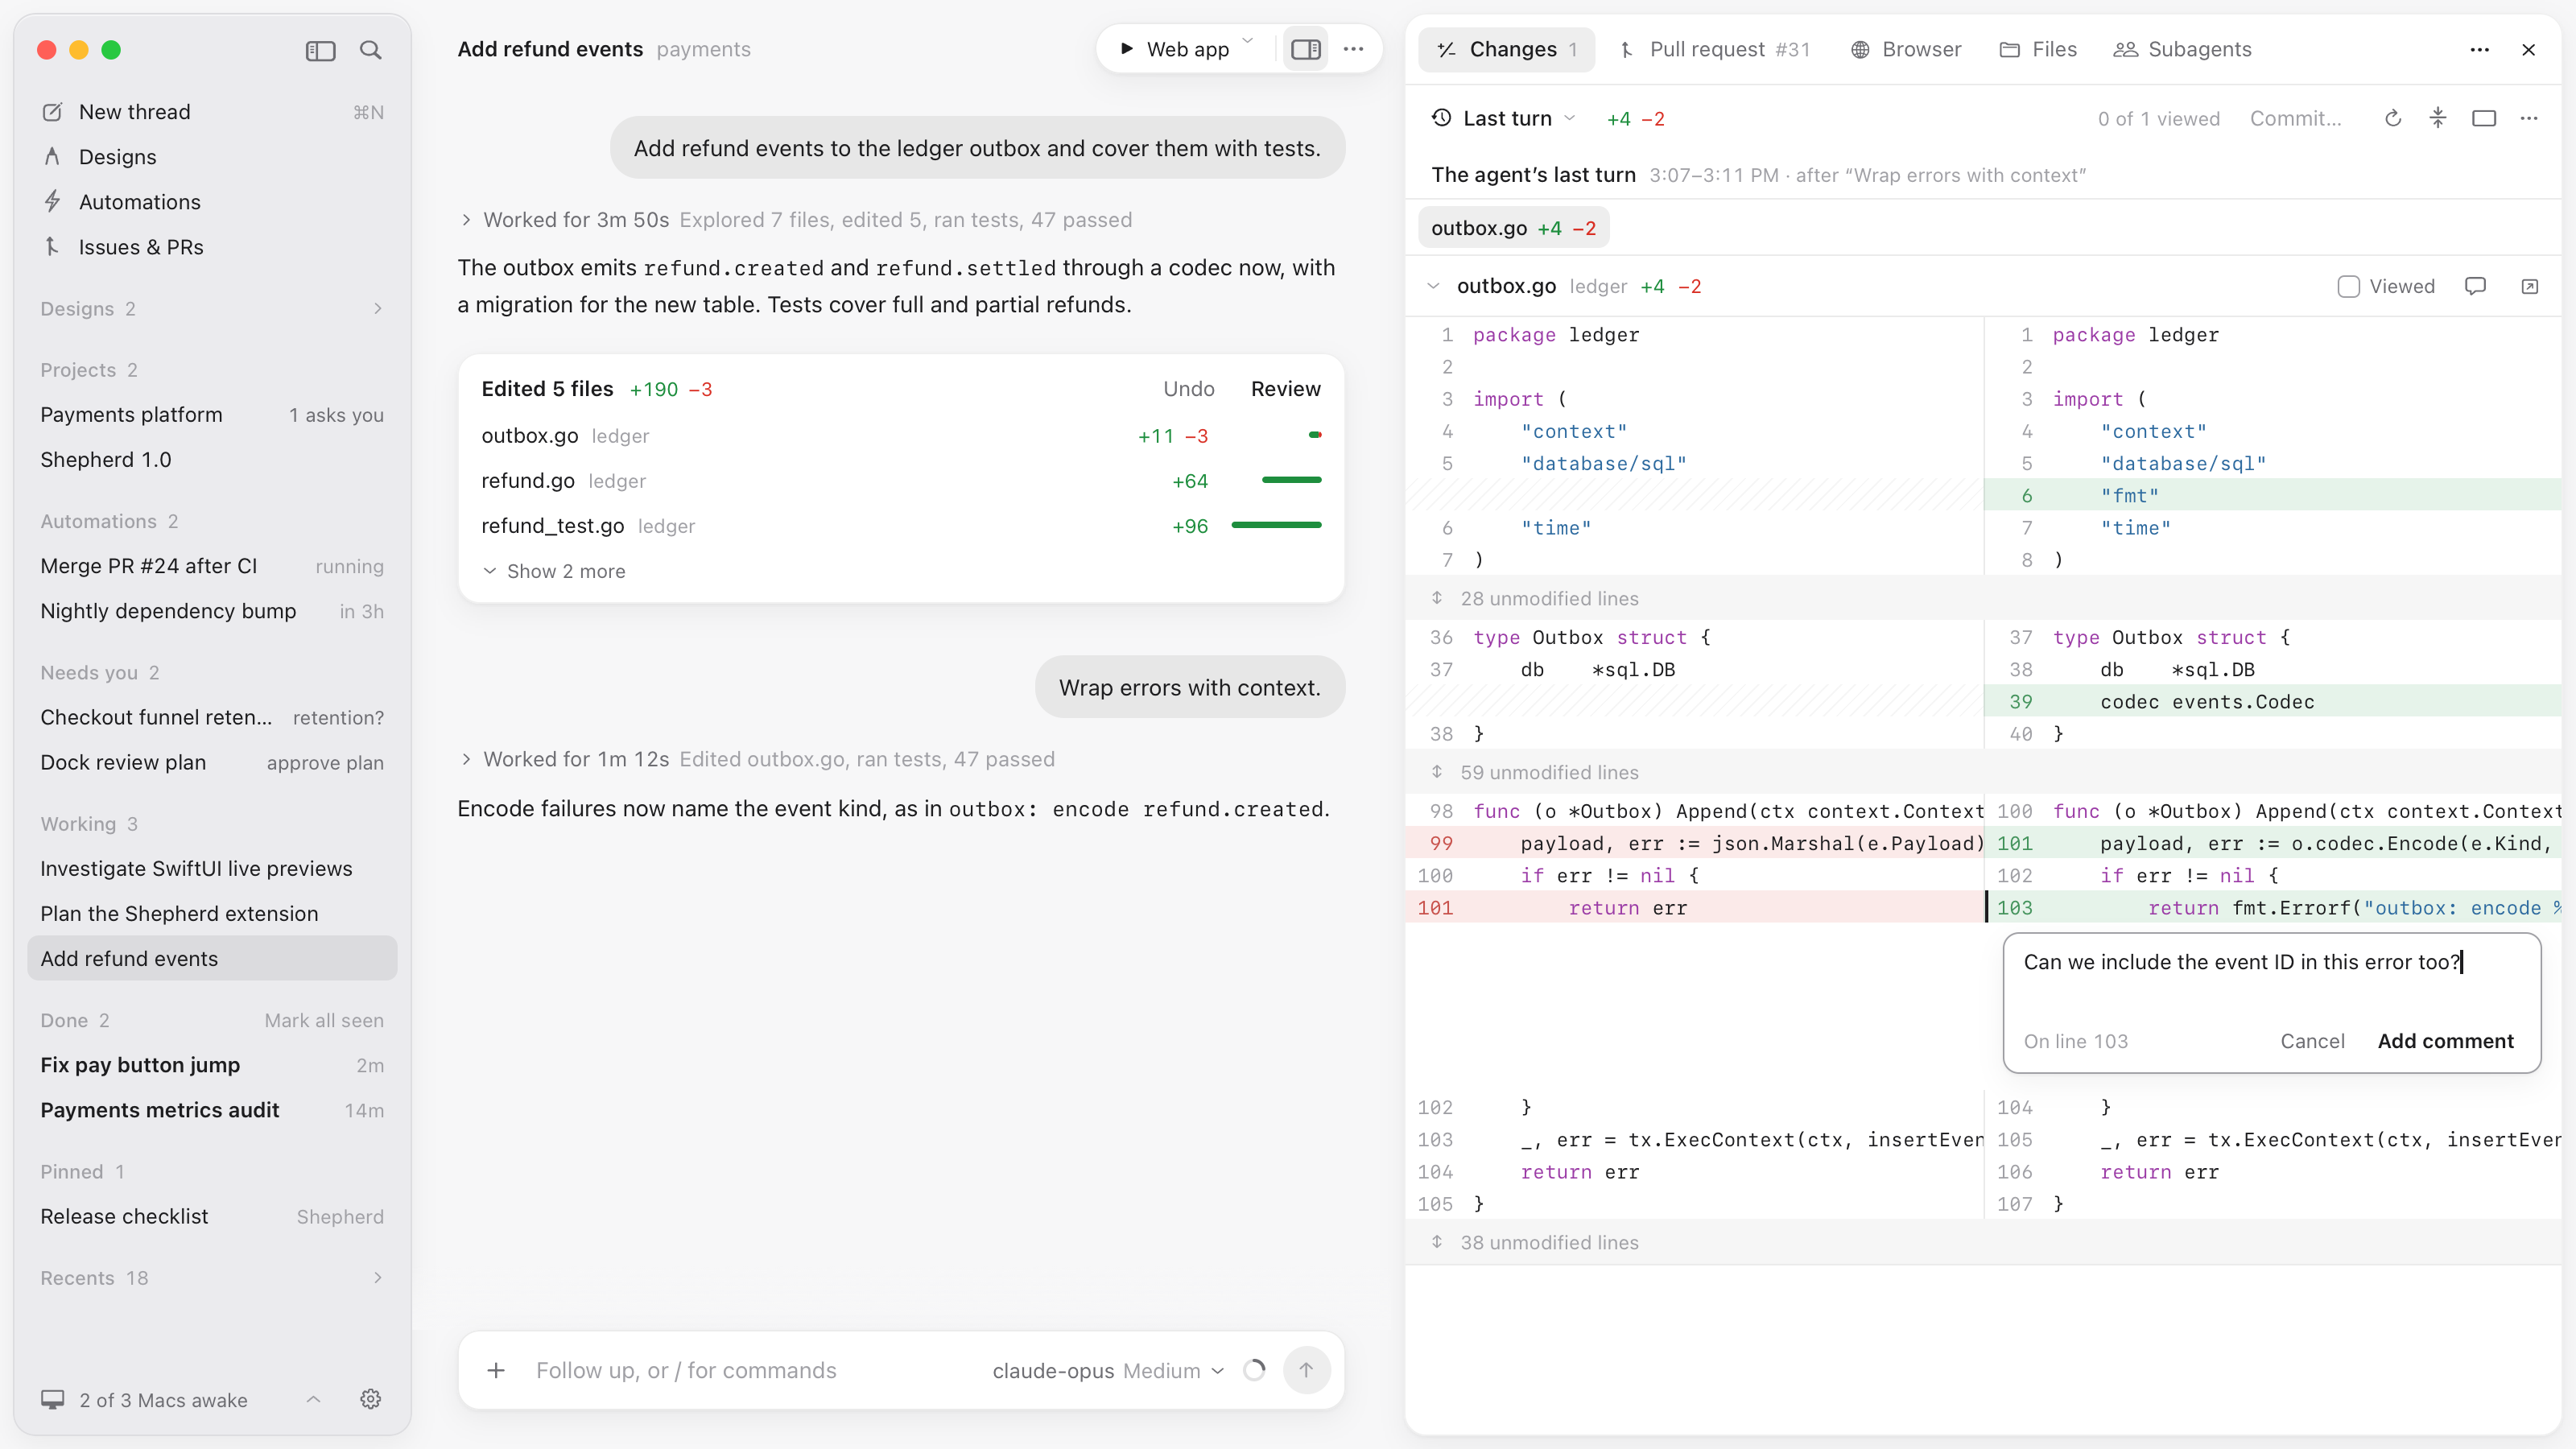 New thread ⌘N
Designs
Automations
Issues & PRs
Designs 2
Projects 2
Payments platform 1 asks you
Shepherd 1.0
Automations 2
Merge PR #24 after CI running
Nightly dependency bump in 3h
Needs you 2
Checkout funnel reten... retention?
Dock review plan approve plan
Working 3
Investigate SwiftUI live previews
Plan the Shepherd extension
Add refund events
Done 2 Mark all seen
Fix pay button jump 2m
Payments metrics audit 14m
Pinned 1
Release checklist Shepherd
Recents 18
2 of 3 Macs awake
Add refund events payments
Web app
Add refund events to the ledger outbox and cover them with tests.
Worked for 3m 50s Explored 7 files, edited 5, ran tests, 47 passed
The outbox emits refund.created and refund.settled through a codec now, with
a migration for the new table. Tests cover full and partial refunds.
Edited 5 files +190 −3 Undo Review
outbox.go ledger +11 −3
refund.go ledger +64
refund_test.go ledger +96
Show 2 more
Wrap errors with context.
Worked for 1m 12s Edited outbox.go, ran tests, 47 passed
Encode failures now name the event kind, as in outbox: encode refund.created.
Follow up, or / for commands claude-opus Medium
Changes 1 Pull request #31 Browser Files Subagents
Last turn +4 −2 0 of 1 viewed Commit...
The agent’s last turn 3:07–3:11 PM · after “Wrap errors with context”
outbox.go +4 −2
outbox.go ledger +4 −2 Viewed
1 package ledger 1 package ledger
2 2
3 import ( 3 import (
4 "context" 4 "context"
5 "database/sql" 5 "database/sql"
6 "fmt"
6 "time" 7 "time"
7 ) 8 )
28 unmodified lines
36 type Outbox struct { 37 type Outbox struct {
37 db *sql.DB 38 db *sql.DB
39 codec events.Codec
38 } 40 }
59 unmodified lines
98 func (o *Outbox) Append(ctx context.Context 100 func (o *Outbox) Append(ctx context.Context
99 payload, err := json.Marshal(e.Payload) 101 payload, err := o.codec.Encode(e.Kind,
100 if err != nil { 102 if err != nil {
101 return err 103 return fmt.Errorf("outbox: encode %
Can we include the event ID in this error too?
On line 103 Cancel Add comment
102 } 104 }
103 _, err = tx.ExecContext(ctx, insertEven 105 _, err = tx.ExecContext(ctx, insertEven
104 return err 106 return err
105 } 107 }
38 unmodified lines